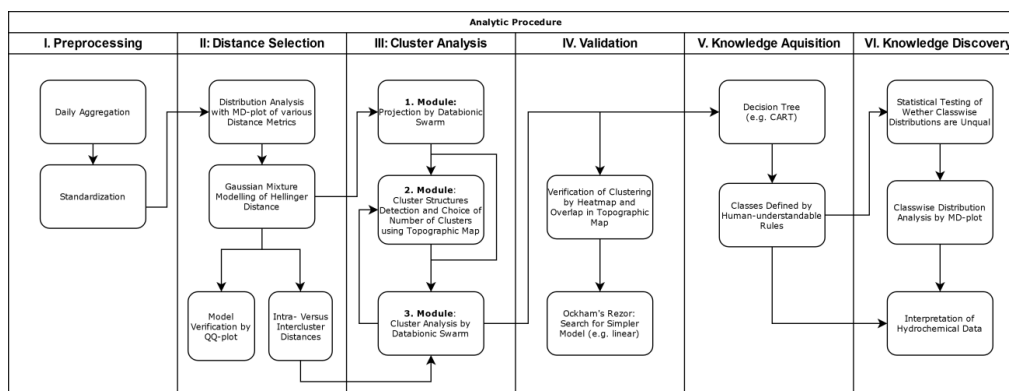 Analytic Procedure
I. Preprocessing
II: Distance Selection
III: Cluster Analysis
IV. Validation
V. Knowledge Aquisition
VI. Knowledge Discovery
Daily Aggregation
Standardization
Distribution Analysis
with MD-plot of various
Distance Metrics
Gaussian Mixture
Modelling of Hellinger
Distance
Model
Verification by
QQ-plot
Intra- Versus
Intercluster
Distances
1. Module:
Projection by Databionic
Swarm
2. Module:
Cluster Structures
Detection and Choice of
Number of Clusters
using Topographic Map
3. Module:
Cluster Analysis by
Databionic Swarm
Verification of Clustering
by Heatmap and
Overlap in Topographic
Map
Ockham's Rezor:
Search for Simpler
Model (e.g. linear)
Decision Tree
(e.g. CART)
Classes Defined by
Human-understandable
Rules
Statistical Testing of
Wether Classwise
Distributions are Unqual
Classwise Distribution
Analysis by MD-plot
Interpretation of
Hydrochemical Data